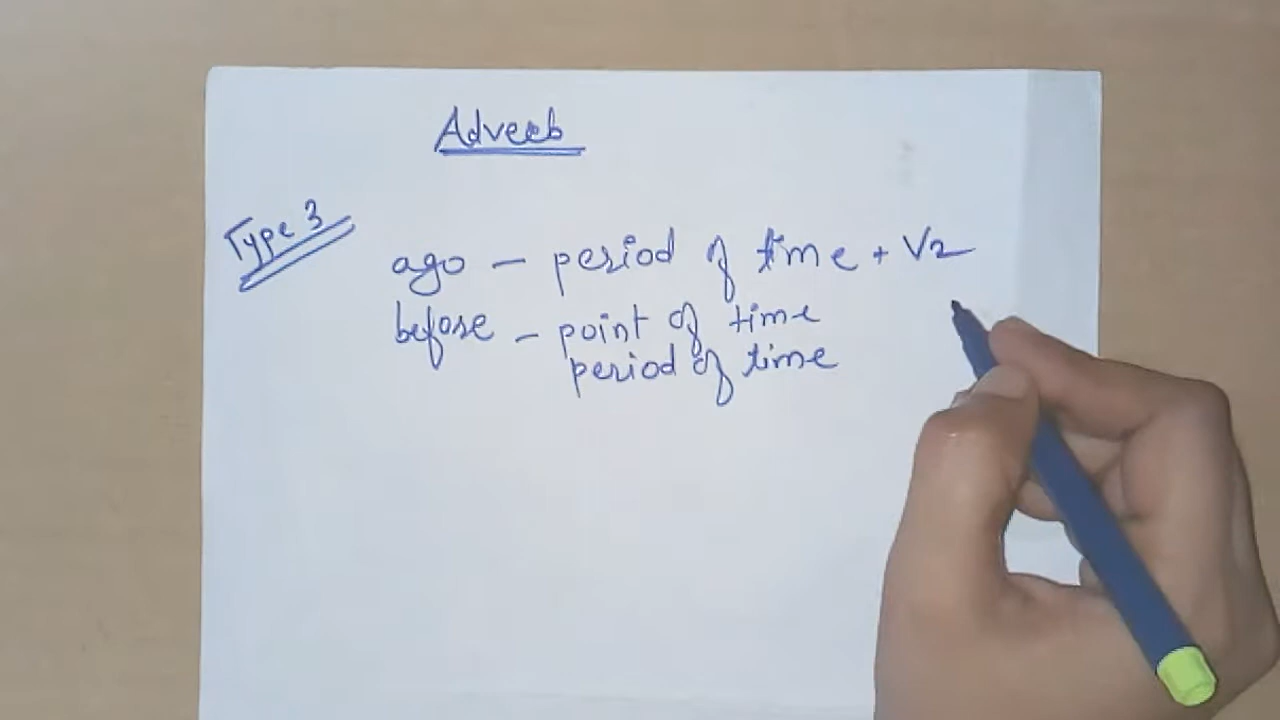 Adverb
Type 3
ago - period of time + V2
before - point of time
period of time